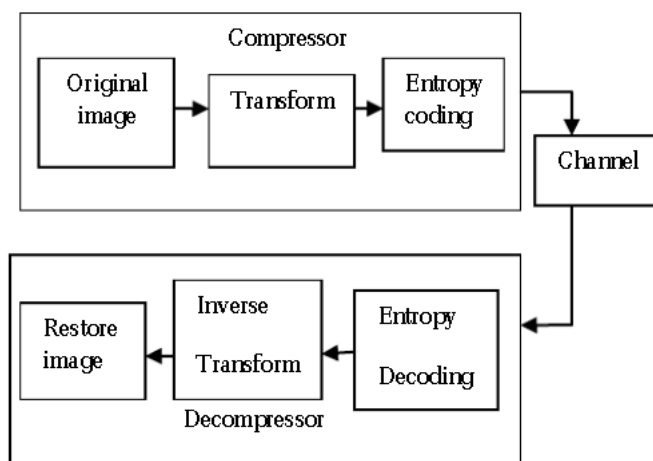 Compressor
Original
image
Transform
Entropy
coding
Channel
Entropy
Decoding
Inverse
Transform
Restore
image
Decompressor